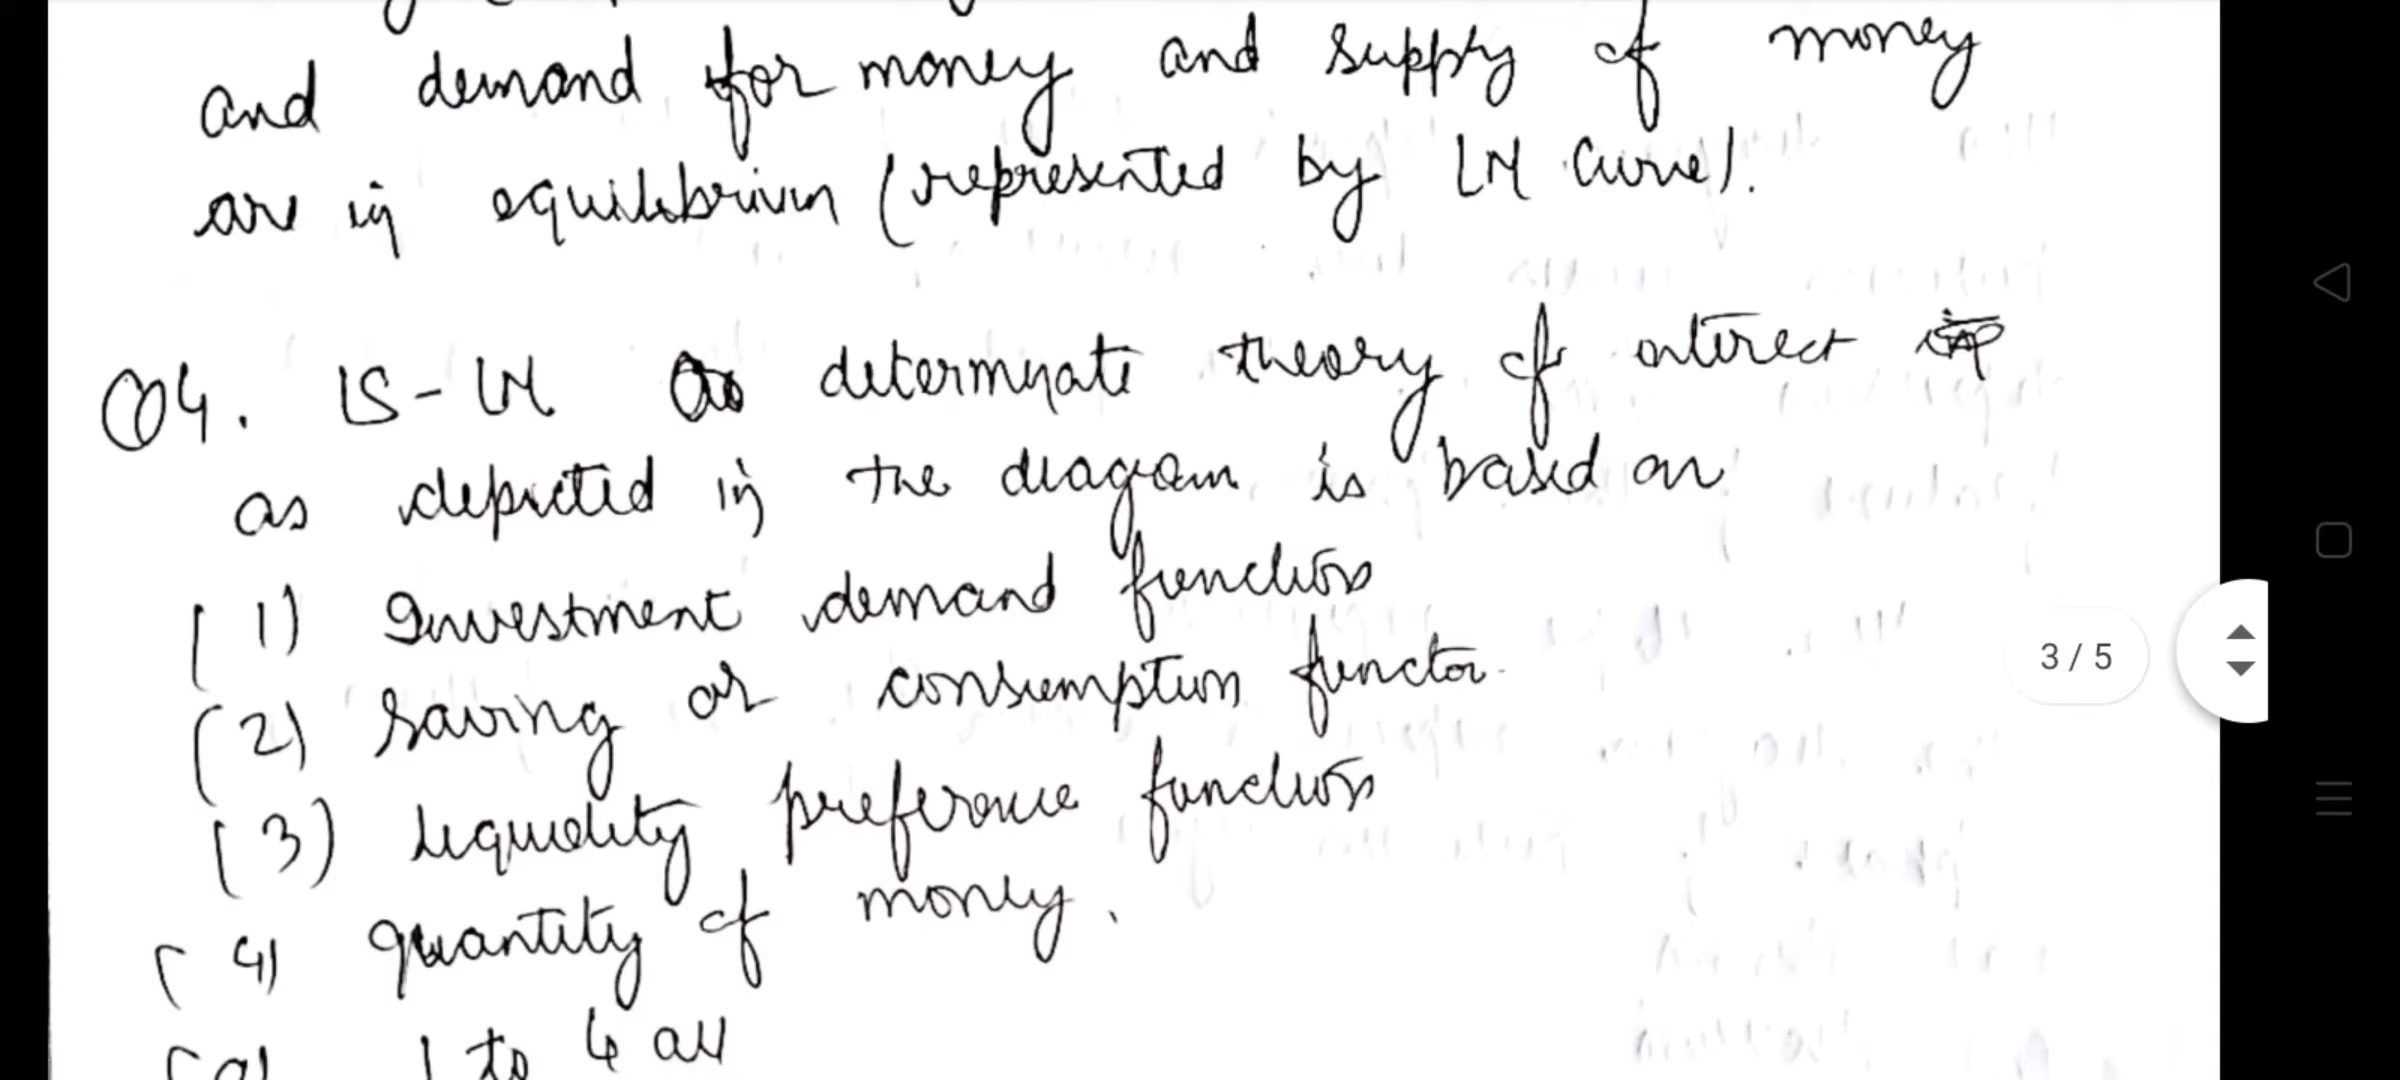 and demand for money and supply of money
are in equilibrium (represented by LM Curve).
Q4. IS-LM as determinate theory of interest
as depicted in the diagram is based on
(1) Investment demand function
(2) Saving or consumption function
(3) liquidity preference function
(4) quantity of money.
(a) 1 to 4 all
3/5